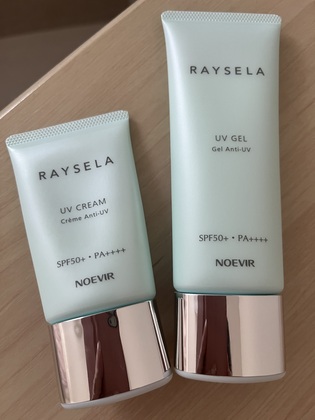 RAYSELA
UV CREAM
Crème Anti-UV
SPF50+・PA++++
NOEVIR
RAYSELA
UV GEL
Gel Anti-UV
SPF50+・PA++++
NOEVIR